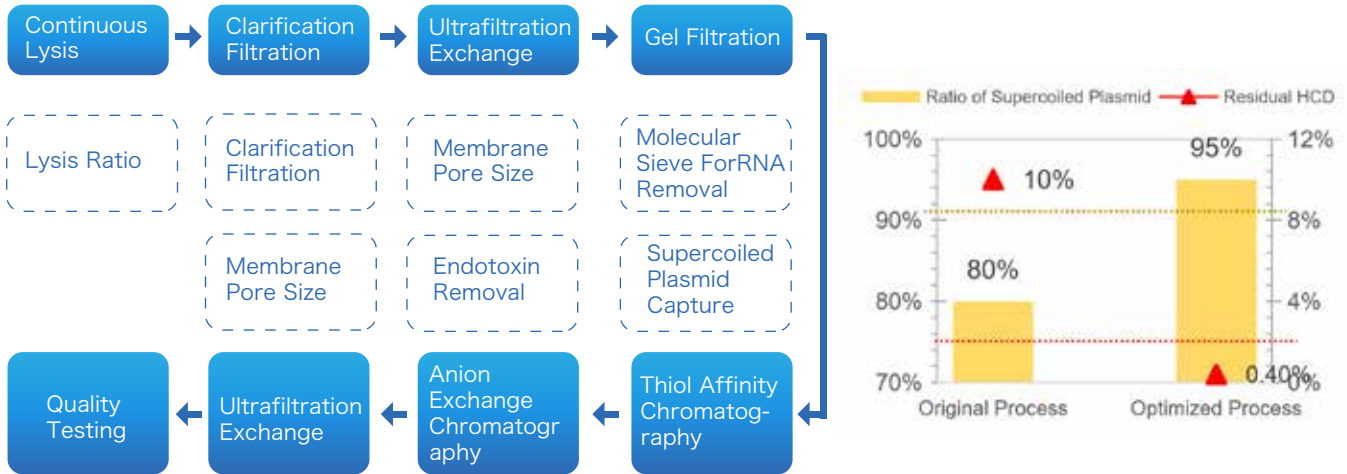 Continuous
Lysis
Clarification
Filtration
Ultrafiltration
Exchange
Gel Filtration
Lysis Ratio
Clarification
Filtration
Membrane
Pore Size
Molecular
Sieve ForRNA
Removal
Membrane
Pore Size
Endotoxin
Removal
Supercoiled
Plasmid
Capture
Quality
Testing
Ultrafiltration
Exchange
Anion
Exchange
Chromatogr
aphy
Thiol Affinity
Chromatog-
raphy
Ratio of Supercoiled Plasmid
Residual HCD
100%
90%
80%
70%
10%
80%
95%
0.40%
12%
8%
4%
0%
Original Process
Optimized Process